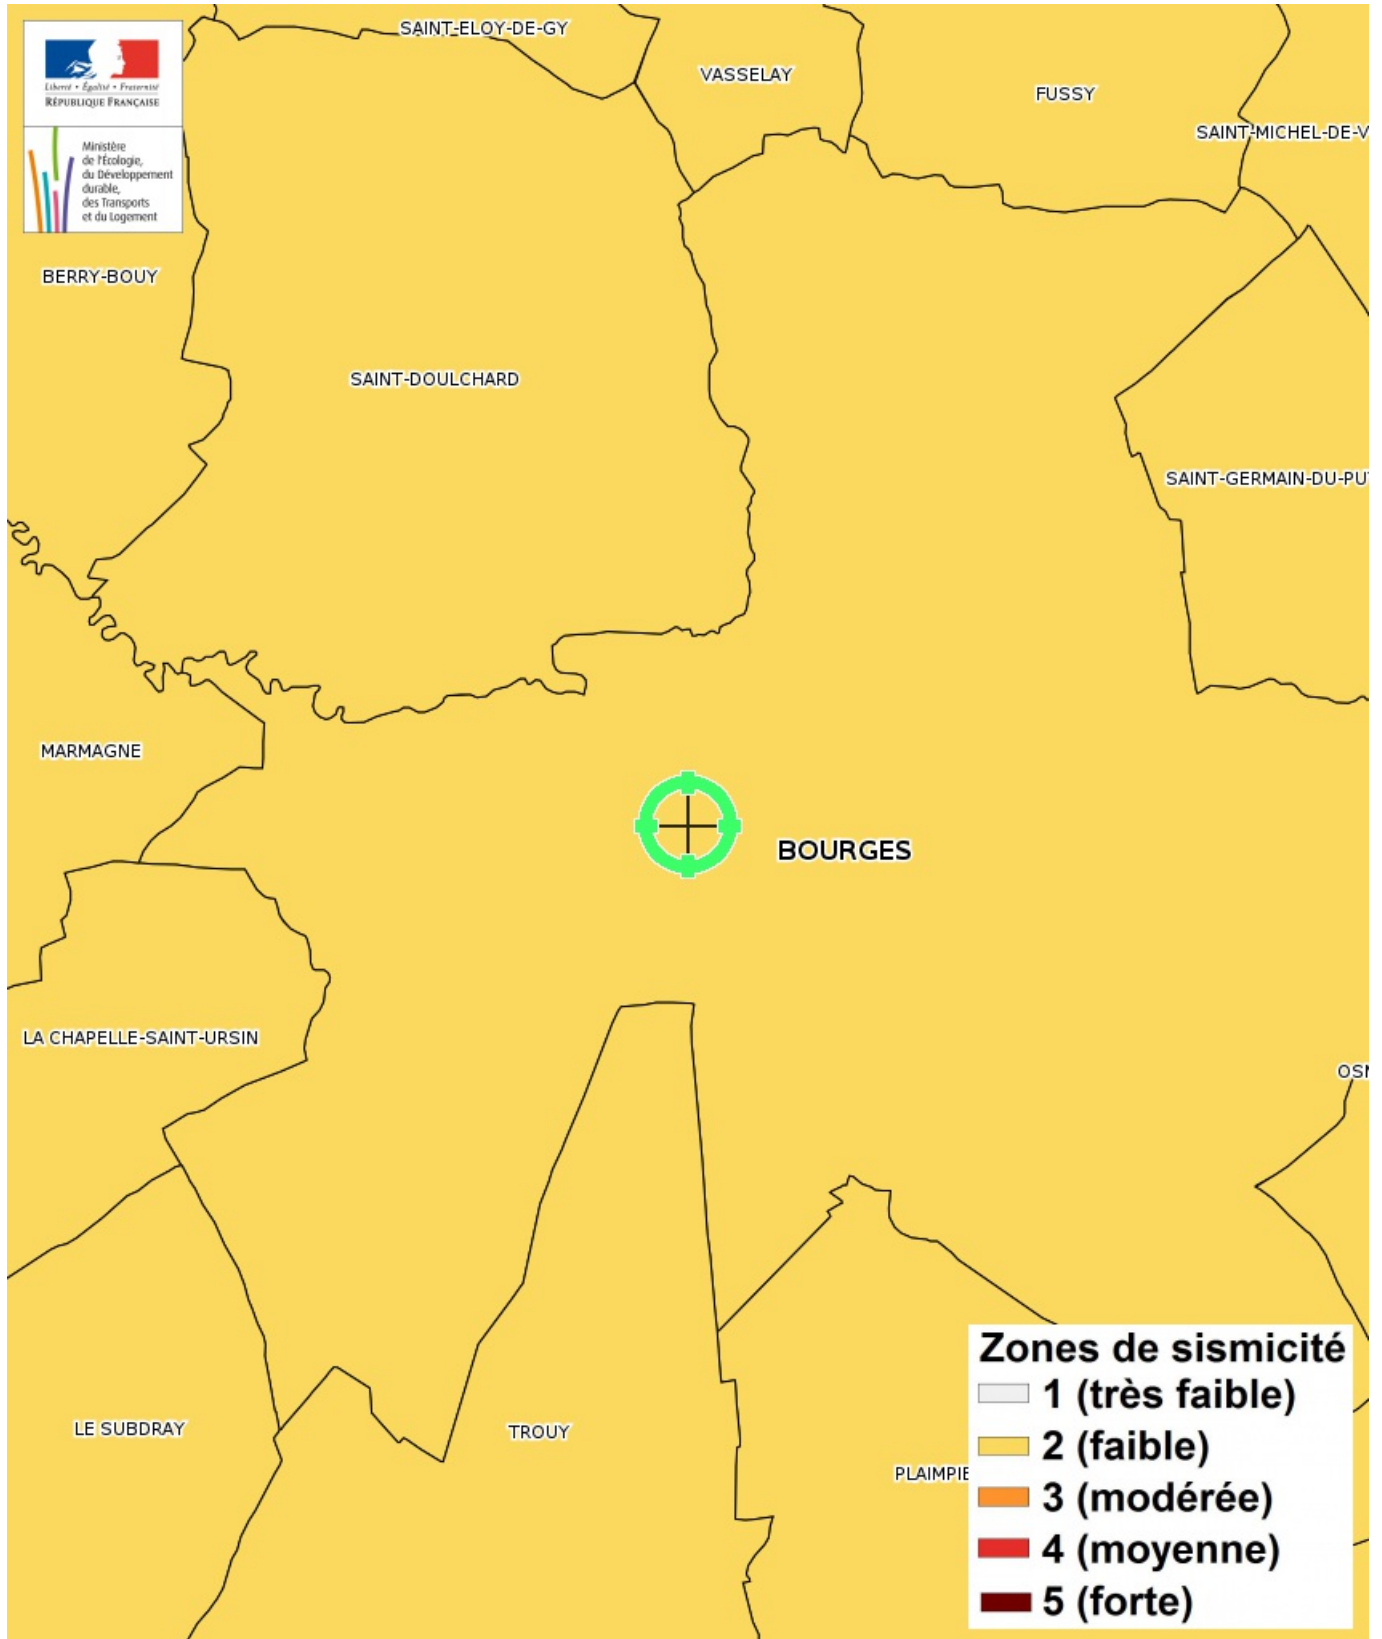 SAINT-ELOY-DE-GY
VASSELAY
FUSSY
SAINT-MICHEL-DE-V
Liberté • Égalité • Fraternité
RÉPUBLIQUE FRANÇAISE
Ministère
de l'Écologie,
du Développement
durable,
des Transports
et du Logement
BERRY-BOUY
SAINT-DOULCHARD
SAINT-GERMAIN-DU-PU
MARMAGNE
BOURGES
LA CHAPELLE-SAINT-URSIN
OSM
LE SUBDRAY
TROUY
PLAIMPIE
Zones de sismicité
1 (très faible)
2 (faible)
3 (modérée)
4 (moyenne)
5 (forte)